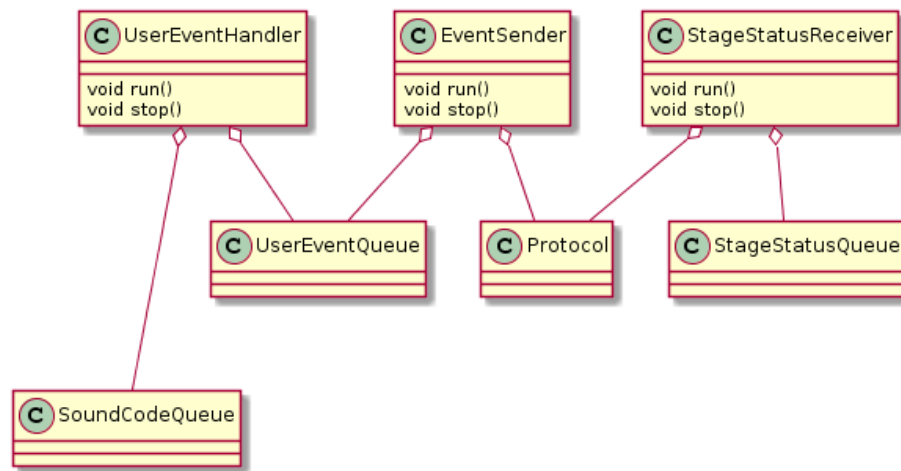 C UserEventHandler
void run()
void stop()
C EventSender
void run()
void stop()
C StageStatusReceiver
void run()
void stop()
C UserEventQueue
C Protocol
C StageStatusQueue
C SoundCodeQueue